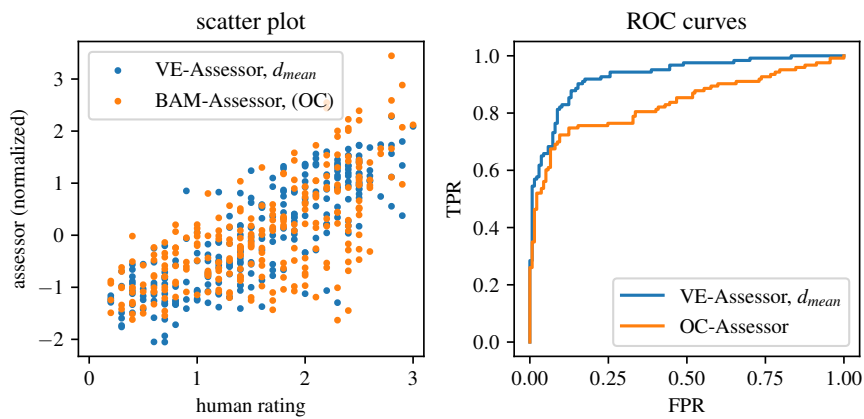 scatter plot
ROC curves
VE-Assessor, d_mean
BAM-Assessor, (OC)
assessor (normalized)
3
2
1
0
−1
−2
0
1
2
3
human rating
TPR
1.0
0.8
0.6
0.4
0.2
0.0
VE-Assessor, d_mean
OC-Assessor
0.00
0.25
0.50
0.75
1.00
FPR